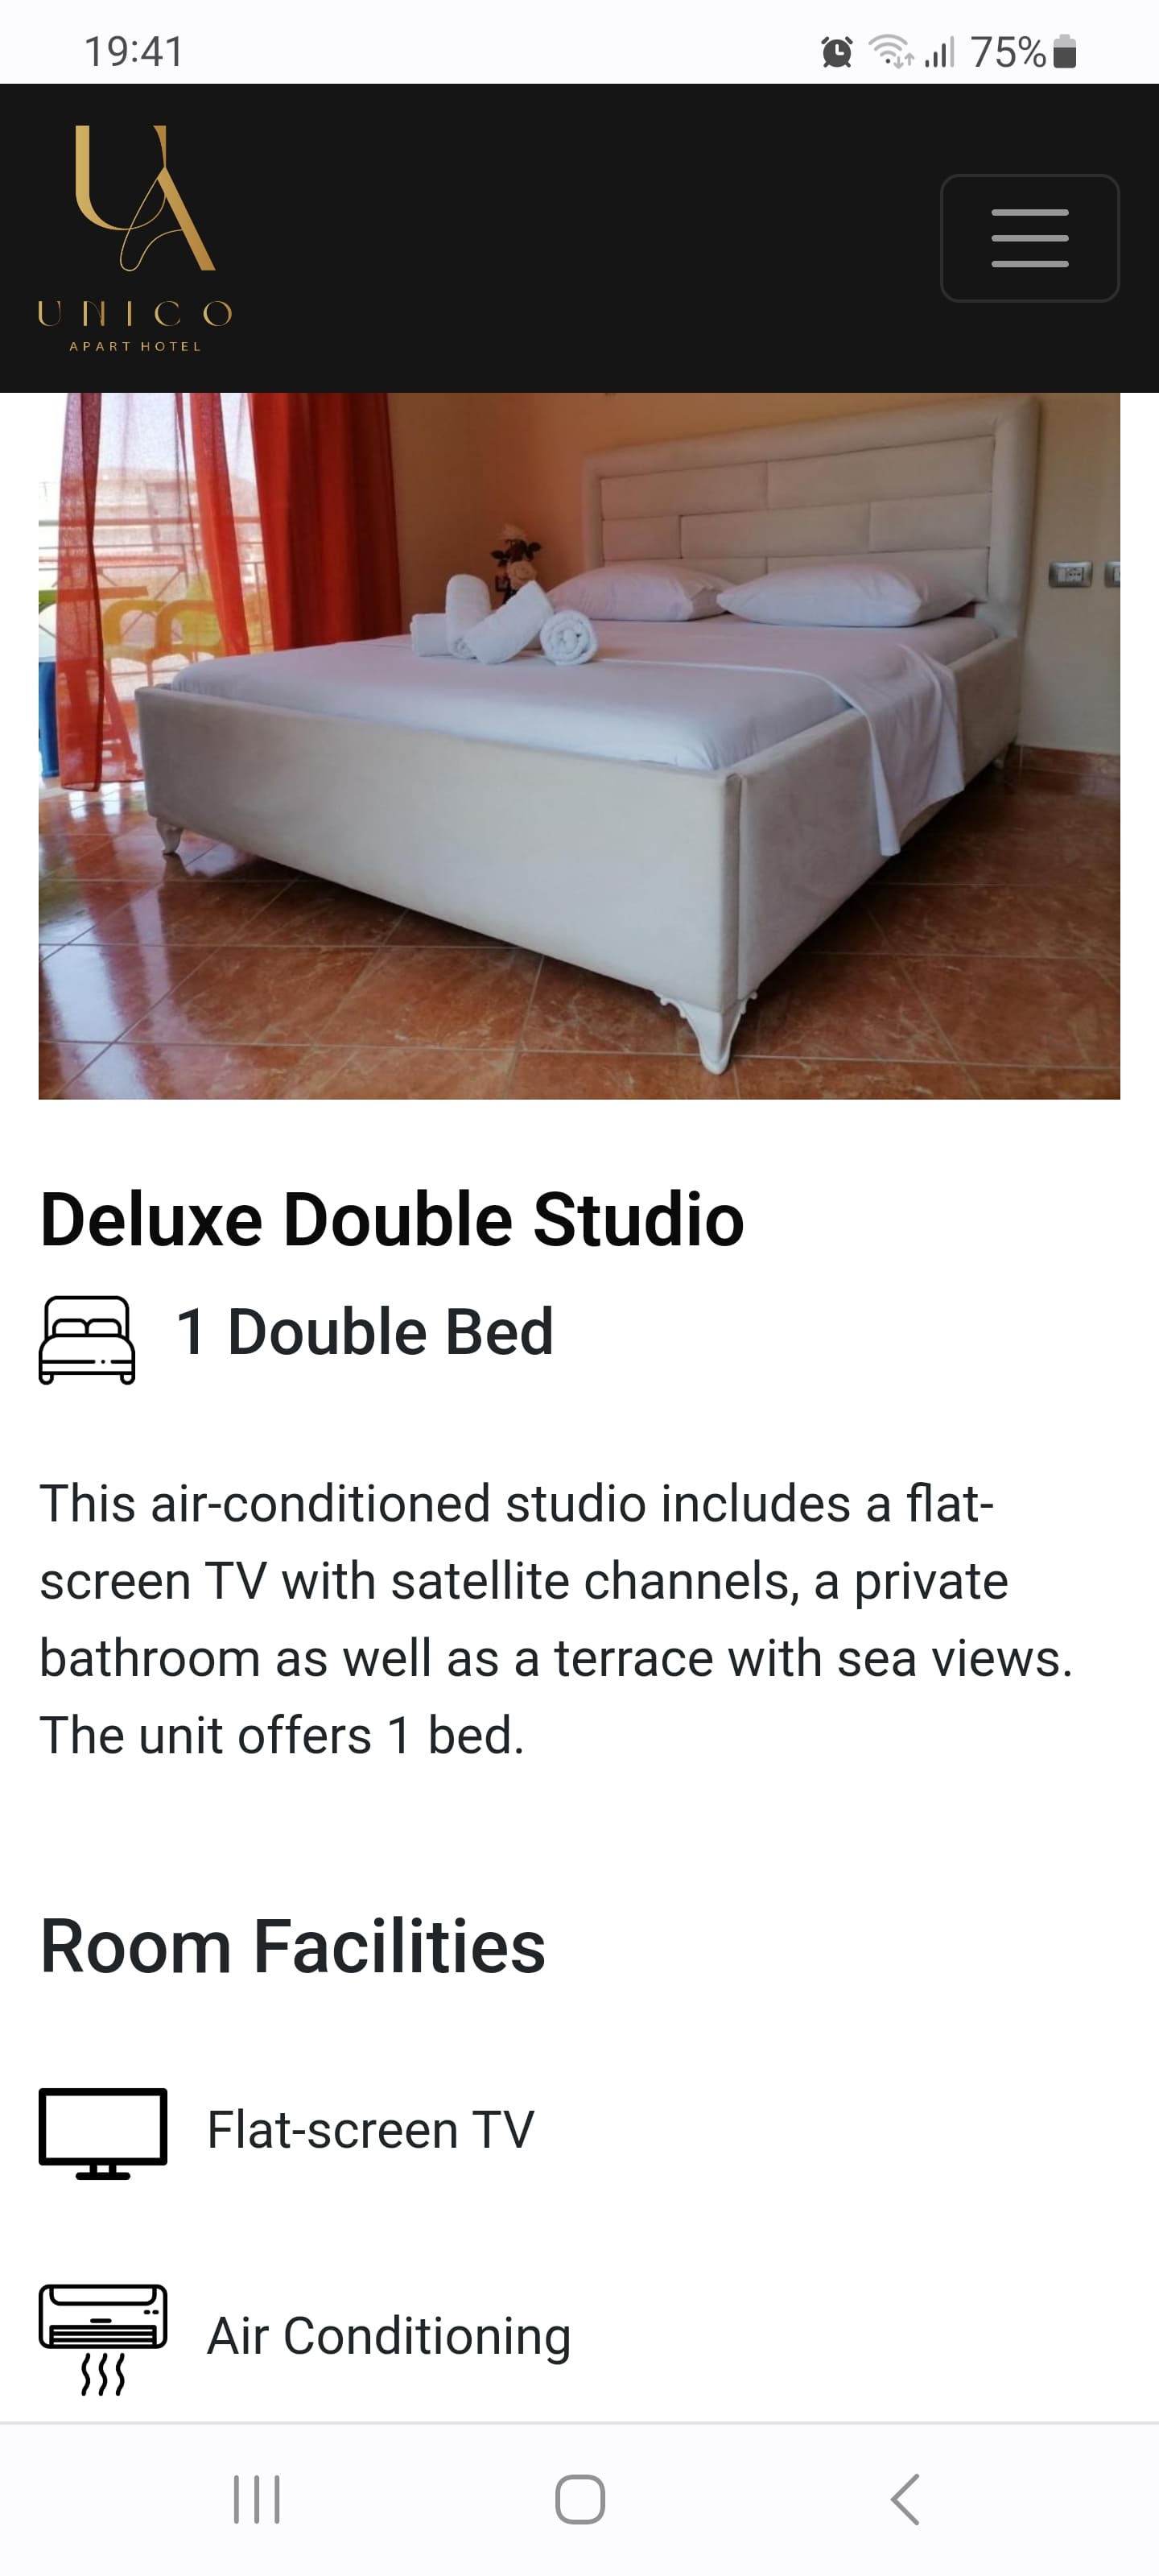 19:41
75%
UA
UNICO
APART HOTEL
Deluxe Double Studio
1 Double Bed
This air-conditioned studio includes a flat-
screen TV with satellite channels, a private
bathroom as well as a terrace with sea views.
The unit offers 1 bed.
Room Facilities
Flat-screen TV
Air Conditioning